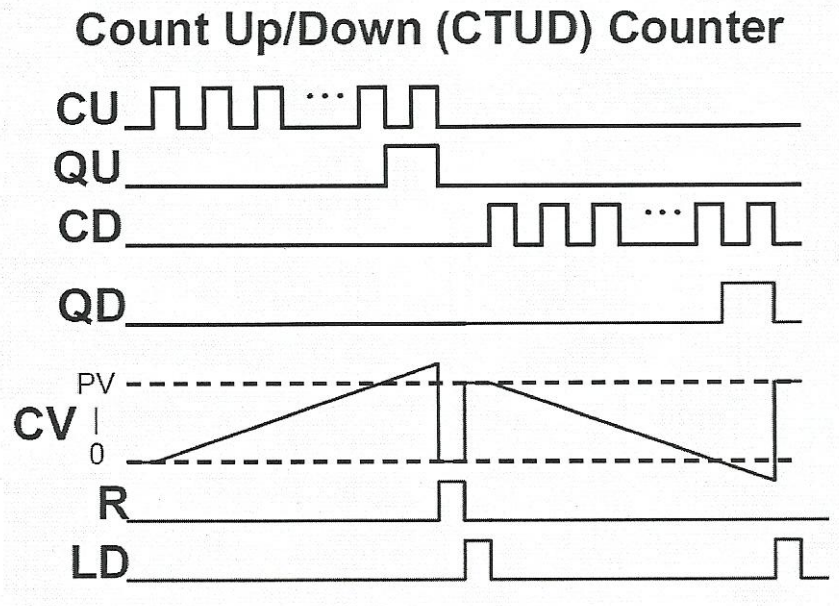 Count Up/Down (CTUD) Counter
CU
...
QU
CD
...
QD
PV
CV
0
R
LD